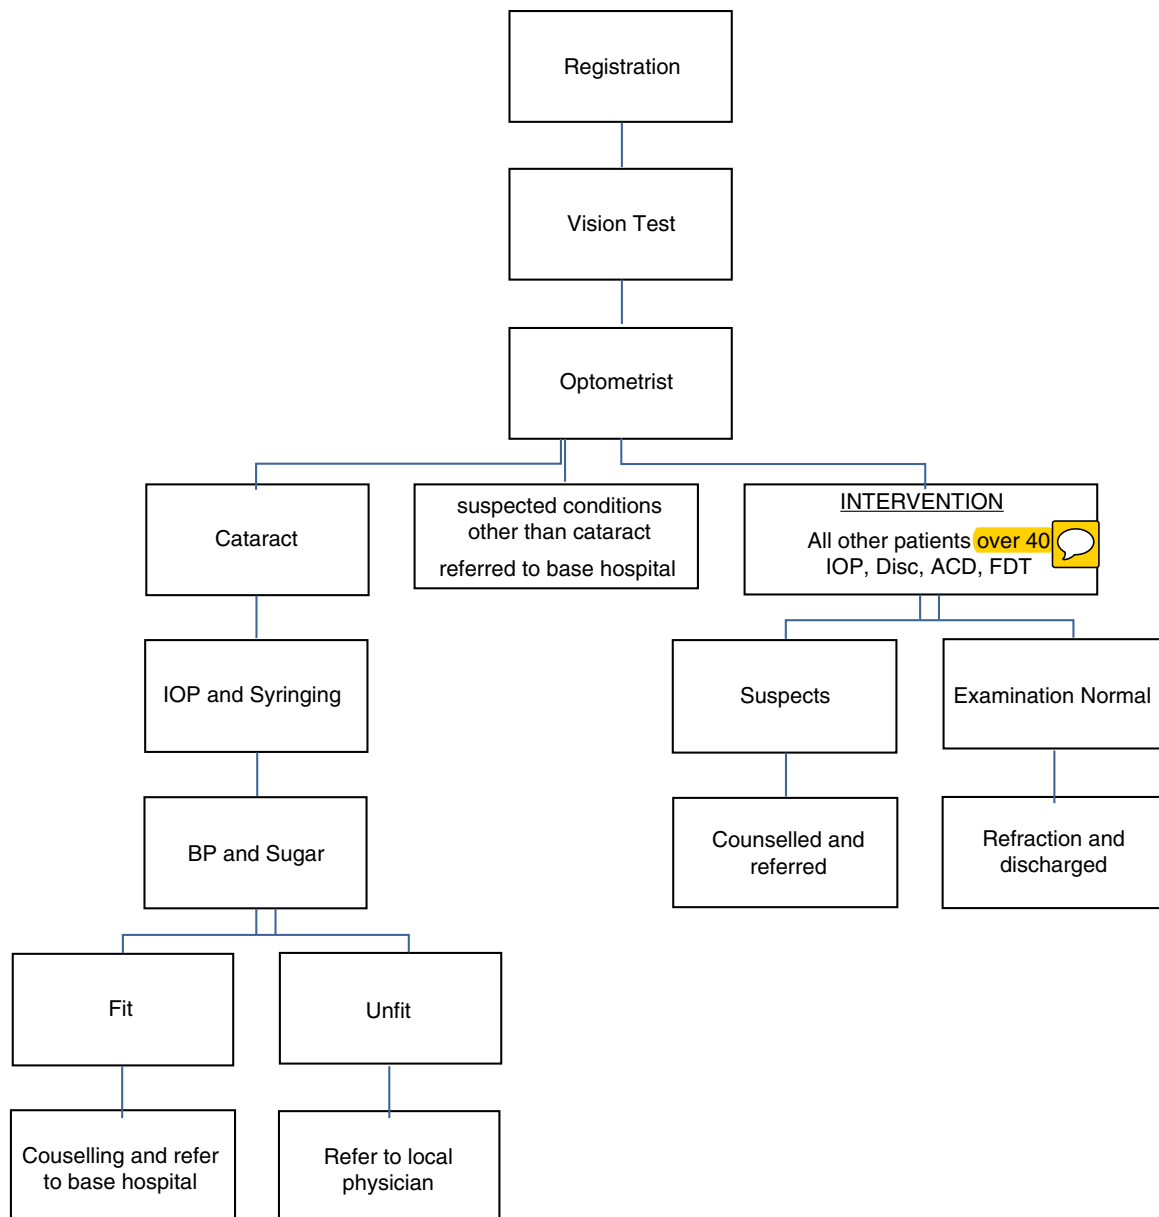 Registration
Vision Test
Optometrist
Cataract
suspected conditions
other than cataract
referred to base hospital
INTERVENTION
All other patients over 40
IOP, Disc, ACD, FDT
IOP and Syringing
Suspects
Examination Normal
BP and Sugar
Counselled and
referred
Refraction and
discharged
Fit
Unfit
Couselling and refer
to base hospital
Refer to local
physician